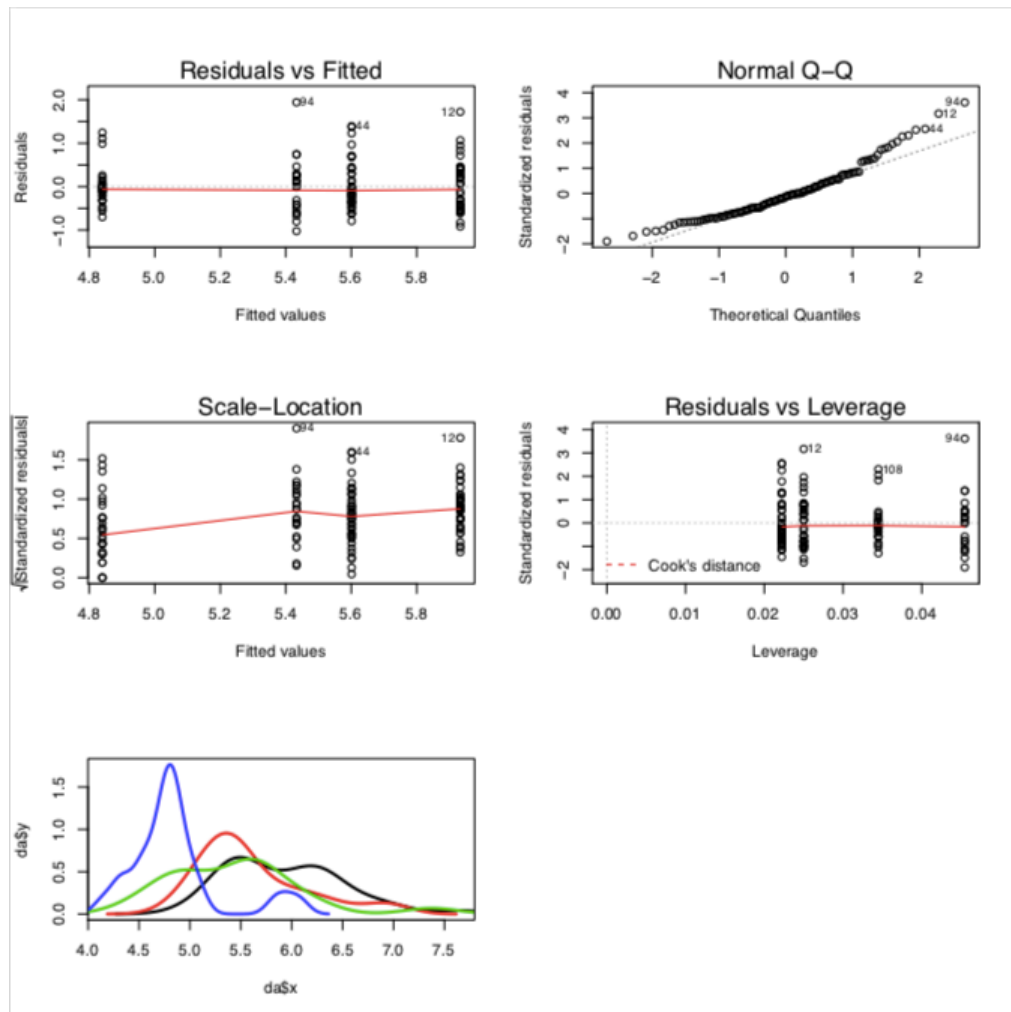 Residuals vs Fitted
Residuals
2.0
1.0
0.0
−1.0
94
44
12
4.8 5.0 5.2 5.4 5.6 5.8
Fitted values
Normal Q−Q
Standardized residuals
4
3
2
1
0
−2
94
12
44
−2 −1 0 1 2
Theoretical Quantiles
Scale−Location
√|Standardized residuals|
1.5
1.0
0.5
0.0
94
44
12
4.8 5.0 5.2 5.4 5.6 5.8
Fitted values
Residuals vs Leverage
Standardized residuals
4
3
2
1
0
−2
12
108
94
Cook's distance
0.00 0.01 0.02 0.03 0.04
Leverage
da$y
1.5
1.0
0.5
0.0
4.0 4.5 5.0 5.5 6.0 6.5 7.0 7.5
da$x